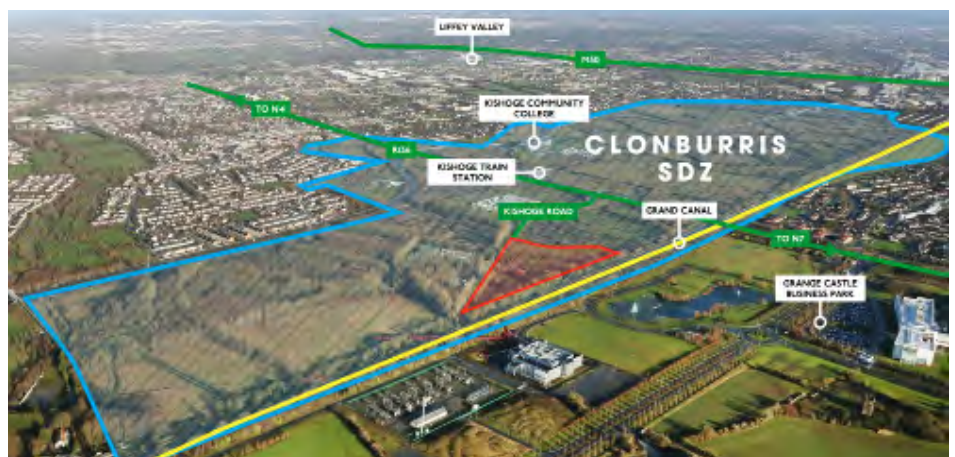 LIFFEY VALLEY
M50
TO N4
KISHOGE COMMUNITY
COLLEGE
R136
CLONBURRIS
SDZ
KISHOGE TRAIN
STATION
KISHOGE ROAD
GRAND CANAL
TO N7
GRANGE CASTLE
BUSINESS PARK